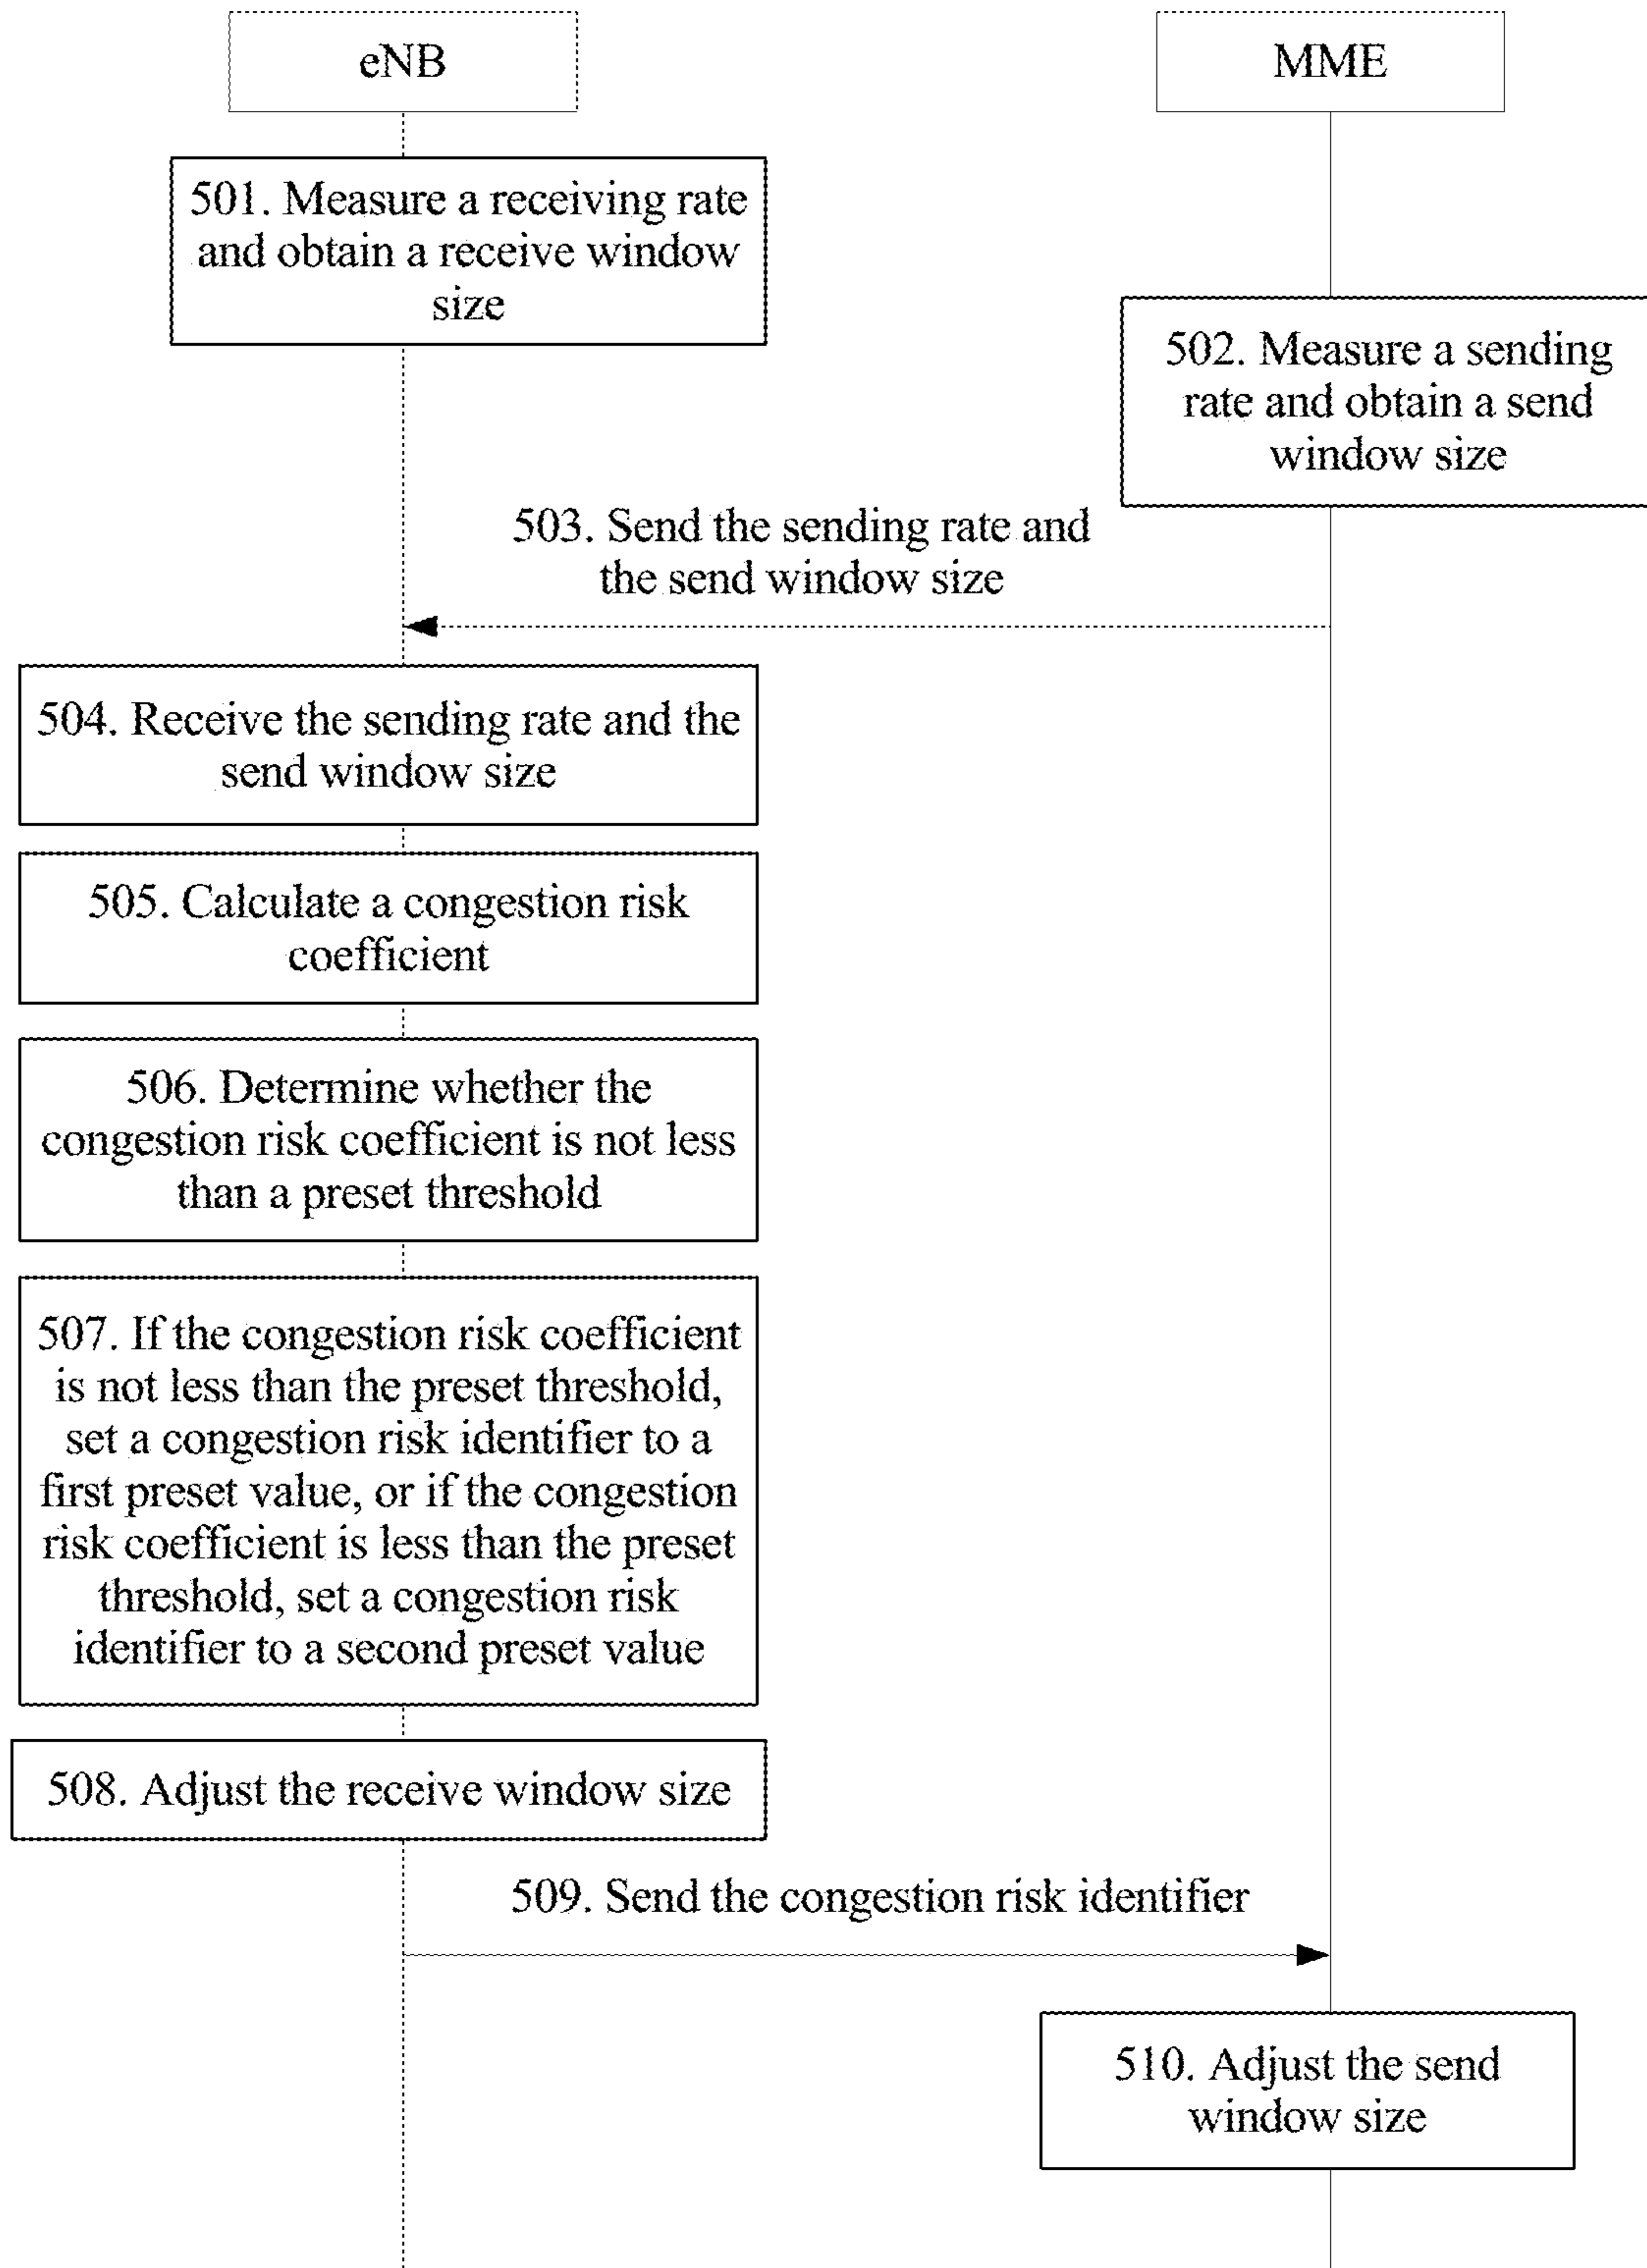 eNB
MME
501. Measure a receiving rate
and obtain a receive window
size
502. Measure a sending
rate and obtain a send
window size
503. Send the sending rate and
the send window size
504. Receive the sending rate and the
send window size
505. Calculate a congestion risk
coefficient
506. Determine whether the
congestion risk coefficient is not less
than a preset threshold
507. If the congestion risk coefficient
is not less than the preset threshold,
set a congestion risk identifier to a
first preset value, or if the congestion
risk coefficient is less than the preset
threshold, set a congestion risk
identifier to a second preset value
508. Adjust the receive window size
509. Send the congestion risk identifier
510. Adjust the send
window size